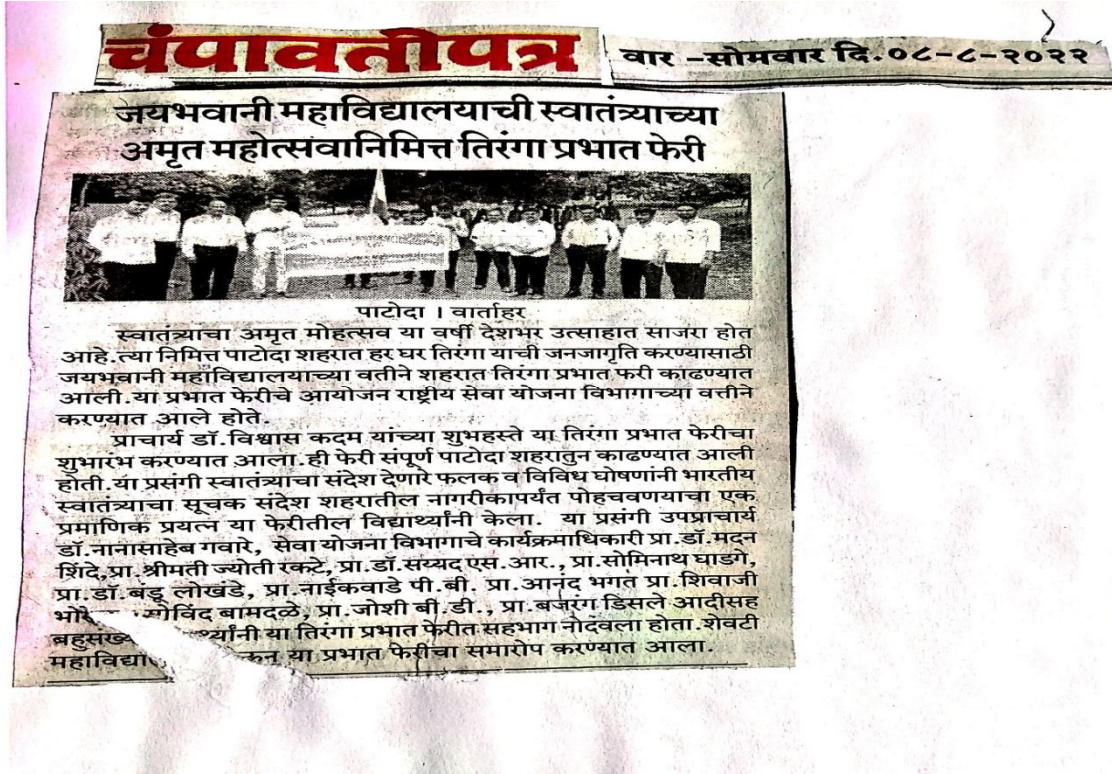 चंपावतीपत्र
वार -सोमवार दि.०८-८-२०२२
जयभवानी महाविद्यालयाची स्वातंत्र्याच्या
अमृत महोत्सवानिमित्त तिरंगा प्रभात फेरी
पाटोदा । वार्ताहर
स्वातंत्र्याचा अमृत मोहत्सव या वर्षी देशभर उत्साहात साजरा होत
आहे.त्या निमित्त पाटोदा शहरात हर घर तिरंगा याची जनजागृति करण्यासाठी
जयभवानी महाविद्यालयाच्या वतीने शहरात तिरंगा प्रभात फरी काढण्यात
आली.या प्रभात फेरीचे आयोजन राष्ट्रीय सेवा योजना विभागाच्या वत्तीने
करण्यात आले होते.
प्राचार्य डॉ.विश्वास कदम यांच्या शुभहस्ते या तिरंगा प्रभात फेरीचा
शुभारंभ करण्यात आला.ही फेरी संपूर्ण पाटोदा शहरातुन काढण्यात आली
होती.या प्रसंगी स्वातंत्र्याचा संदेश देणारे फलक व विविध घोषणांनी भारतीय
स्वातंत्र्याचा सूचक संदेश शहरातील नागरीकापर्यंत पोहचवणयाचा एक
प्रमाणिक प्रयत्न या फेरीतील विद्यार्थ्यांनी केला. या प्रसंगी उपप्राचार्य
डॉ.नानासाहेब गवारे, सेवा योजना विभागाचे कार्यक्रमाधिकारी प्रा.डॉ.मदन
शिंदे,प्रा.श्रीमती ज्योती रकटे, प्रा.डॉ.सय्यद एस.आर., प्रा.सोमिनाथ घाडगे,
प्रा.डॉ.बंडू लोखंडे, प्रा.नाईकवाडे पी.बी. प्रा.आनंद भगत प्रा.शिवाजी
भोरे गोविंद बामदळे, प्रा.जोशी बी.डी., प्रा.बजरंग डिसले आदीसह
या तिरंगा प्रभात फेरीत सहभाग नोदंवला होता.शेवटी
या प्रभात फेरीचा समारोप करण्यात आला.